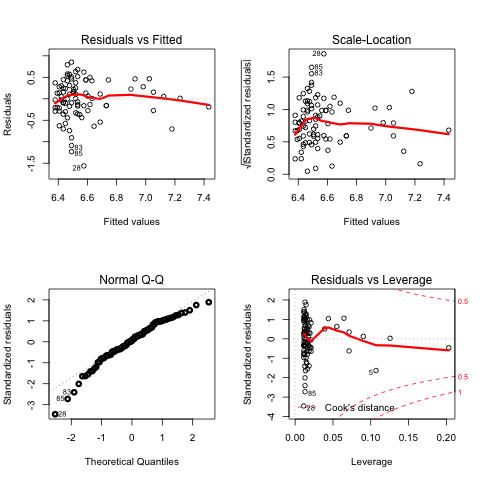 Residuals vs Fitted
Residuals
0.5
-0.5
-1.5
83
85
28
6.4 6.6 6.8 7.0 7.2 7.4
Fitted values
Scale-Location
√|Standardized residuals|
1.5
1.0
0.5
0.0
28
85
83
6.4 6.6 6.8 7.0 7.2 7.4
Fitted values
Normal Q-Q
Standardized residuals
2
1
0
-1
-2
-3
83
85
28
-2 -1 0 1 2
Theoretical Quantiles
Residuals vs Leverage
Standardized residuals
2
1
0
-1
-2
-3
-4
0.5
0.5
1
5
85
28
Cook's distance
0.00 0.05 0.10 0.15 0.20
Leverage